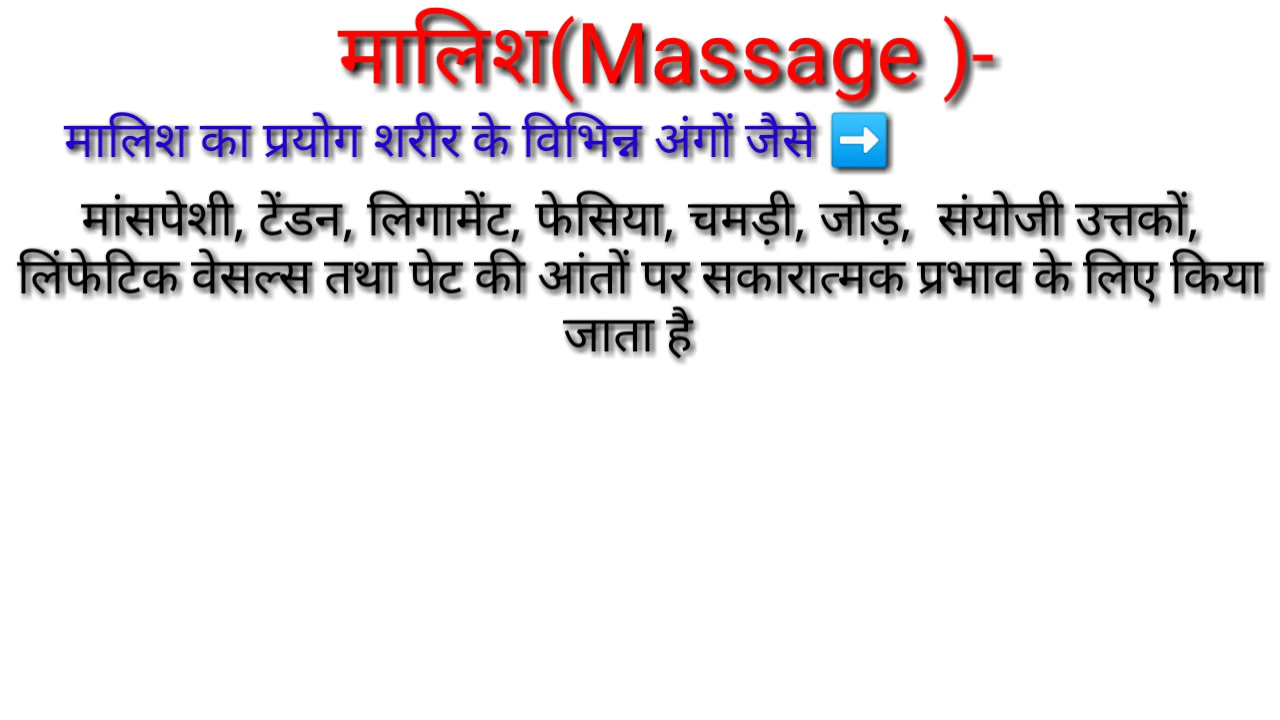 मालिश(Massage )-
मालिश का प्रयोग शरीर के विभिन्न अंगों जैसे ➡️
मांसपेशी, टेंडन, लिगामेंट, फेसिया, चमड़ी, जोड़, संयोजी उत्तकों,
लिंफेटिक वेसल्स तथा पेट की आंतों पर सकारात्मक प्रभाव के लिए किया
जाता है